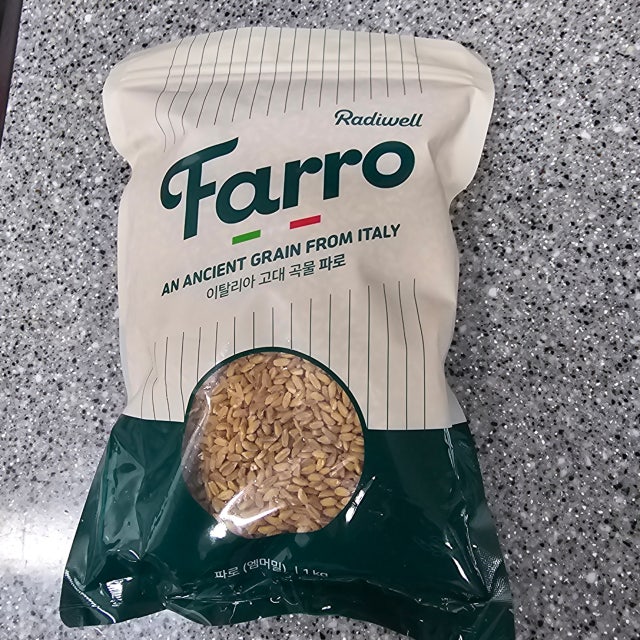 Radiwell
Farro
AN ANCIENT GRAIN FROM ITALY
이탈리아 고대 곡물 파로
파로 (엠머밀) | 1kg